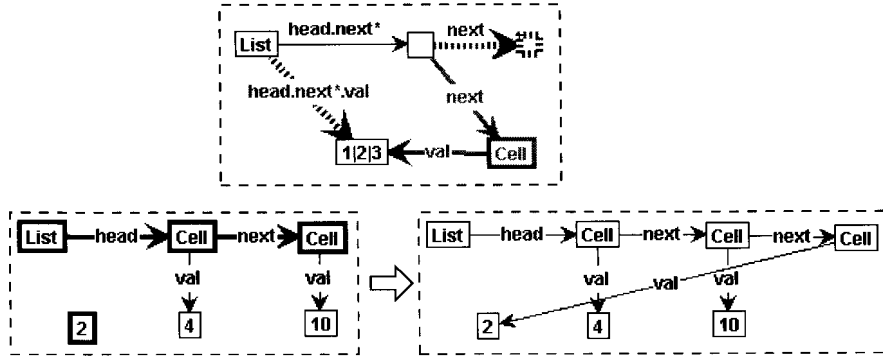 head.next*
next
List
head.next*.val
next
1|2|3
val
Cell
List
head
Cell
next
Cell
val
val
2
4
10
List
head
Cell
next
Cell
next
Cell
val
val
val
2
4
10